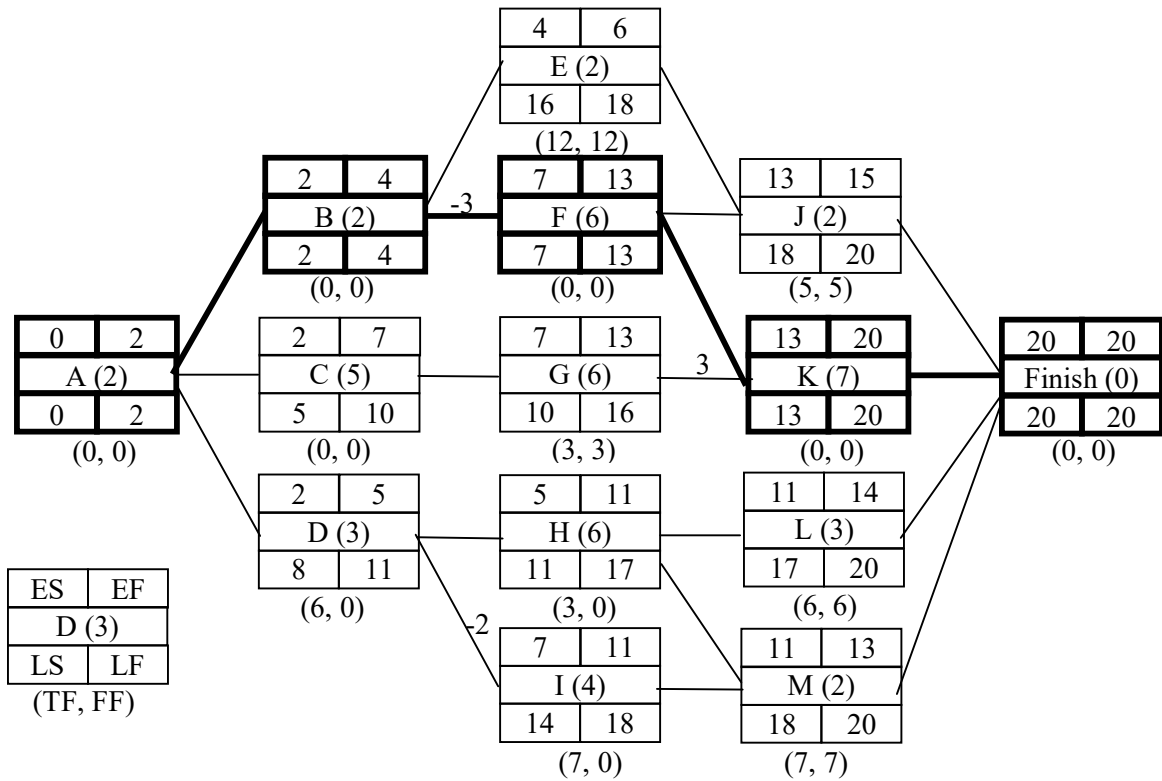 4 6
E (2)
16 18
(12, 12)
2 4
B (2)
2 4
(0, 0)
-3
7 13
F (6)
7 13
(0, 0)
13 15
J (2)
18 20
(5, 5)
0 2
A (2)
0 2
(0, 0)
2 7
C (5)
5 10
(0, 0)
7 13
G (6)
10 16
(3, 3)
3
13 20
K (7)
13 20
(0, 0)
20 20
Finish (0)
20 20
(0, 0)
2 5
D (3)
8 11
(6, 0)
5 11
H (6)
11 17
(3, 0)
11 14
L (3)
17 20
(6, 6)
-2
7 11
I (4)
14 18
(7, 0)
11 13
M (2)
18 20
(7, 7)
ES EF
D (3)
LS LF
(TF, FF)